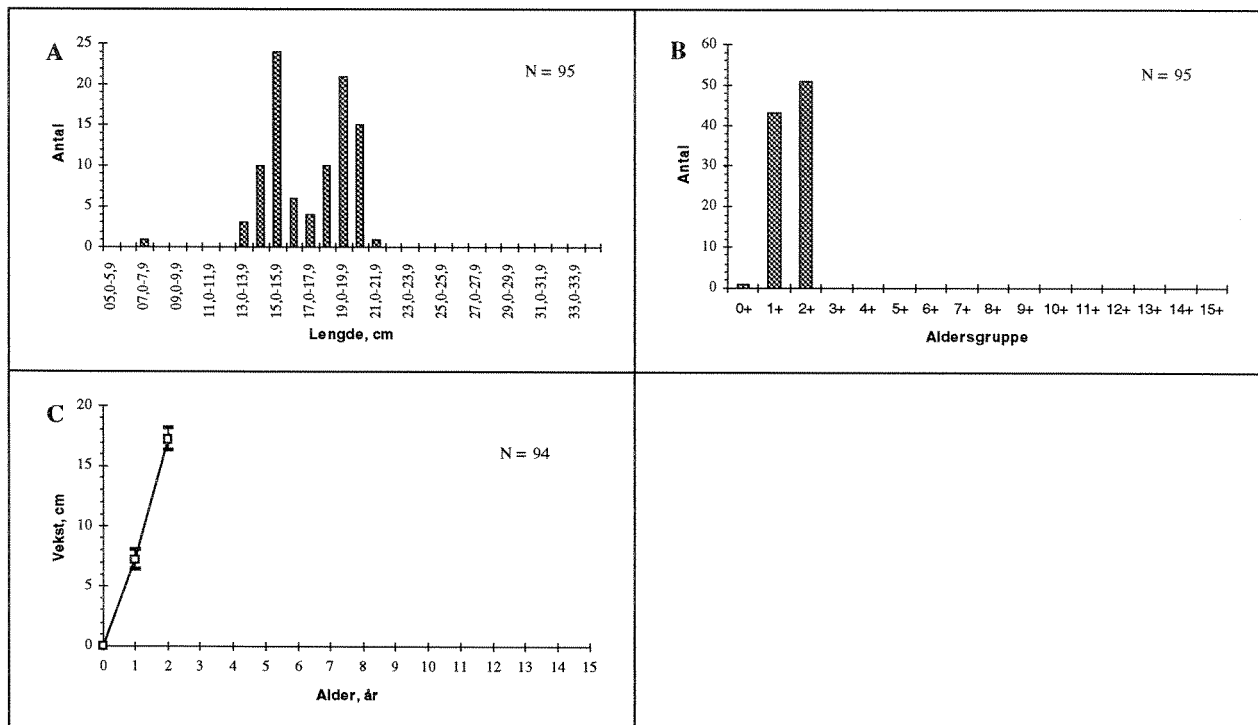 A
N = 95
Antal
25
20
15
10
5
0
05,0-5,9
07,0-7,9
09,0-9,9
11,0-11,9
13,0-13,9
15,0-15,9
17,0-17,9
19,0-19,9
21,0-21,9
23,0-23,9
25,0-25,9
27,0-27,9
29,0-29,9
31,0-31,9
33,0-33,9
Lengde, cm
B
N = 95
Antal
60
50
40
30
20
10
0
0+ 1+ 2+ 3+ 4+ 5+ 6+ 7+ 8+ 9+ 10+ 11+ 12+ 13+ 14+ 15+
Aldersgruppe
C
N = 94
Vekst, cm
20
15
10
5
0
0 1 2 3 4 5 6 7 8 9 10 11 12 13 14 15
Alder, år